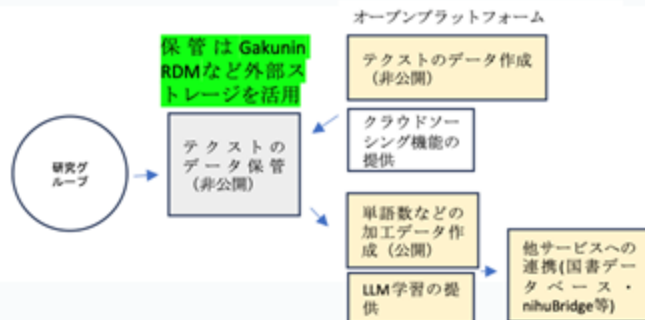 オープンプラットフォーム
保管はGakunin
RDMなど外部ス
トレージを活用
テクストのデータ作成
（非公開）
クラウドソー
シング機能の
提供
研究グ
ループ
テクストの
データ保管
（非公開）
単語数などの
加工データ作
成（公開）
LLM学習の提
供
他サービスへの
連携(国書デー
タベース・
nihuBridge等)